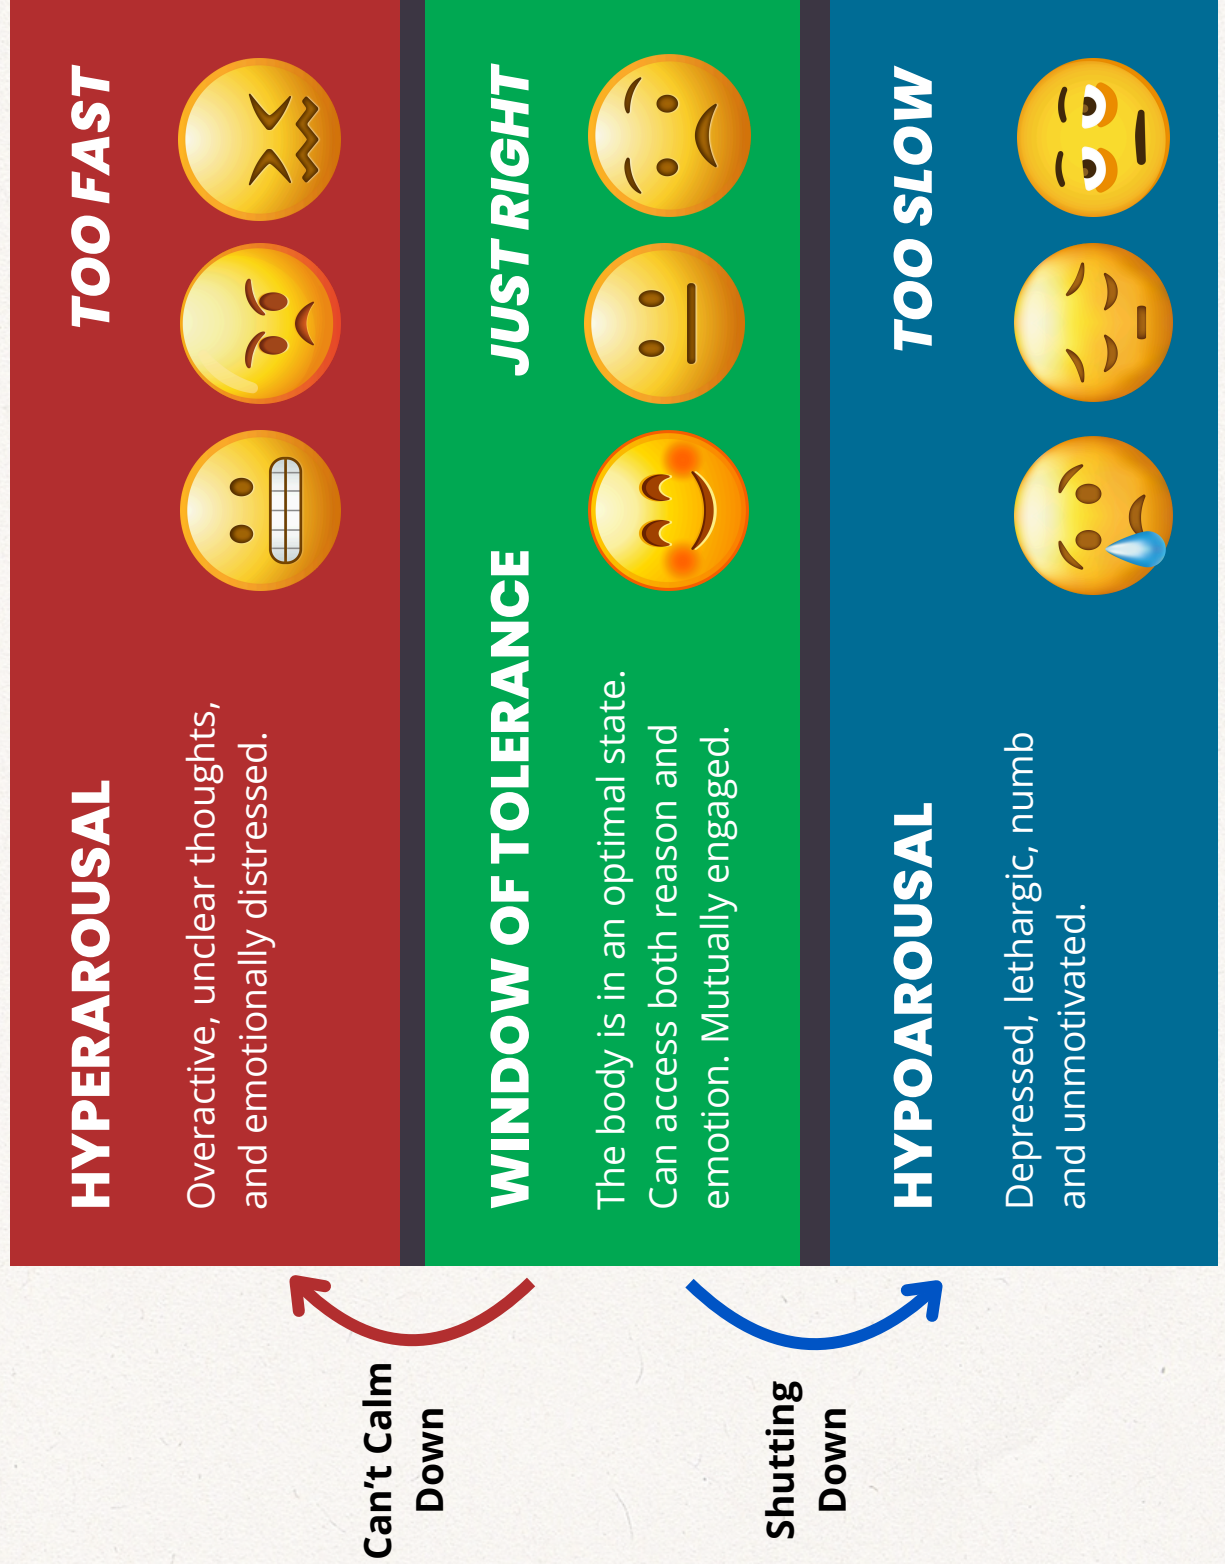 HYPERAROUSAL
TOO FAST
Overactive, unclear thoughts,
and emotionally distressed.
Can’t Calm
Down
WINDOW OF TOLERANCE
JUST RIGHT
The body is in an optimal state.
Can access both reason and
emotion. Mutually engaged.
Shutting
Down
HYPOAROUSAL
TOO SLOW
Depressed, lethargic, numb
and unmotivated.